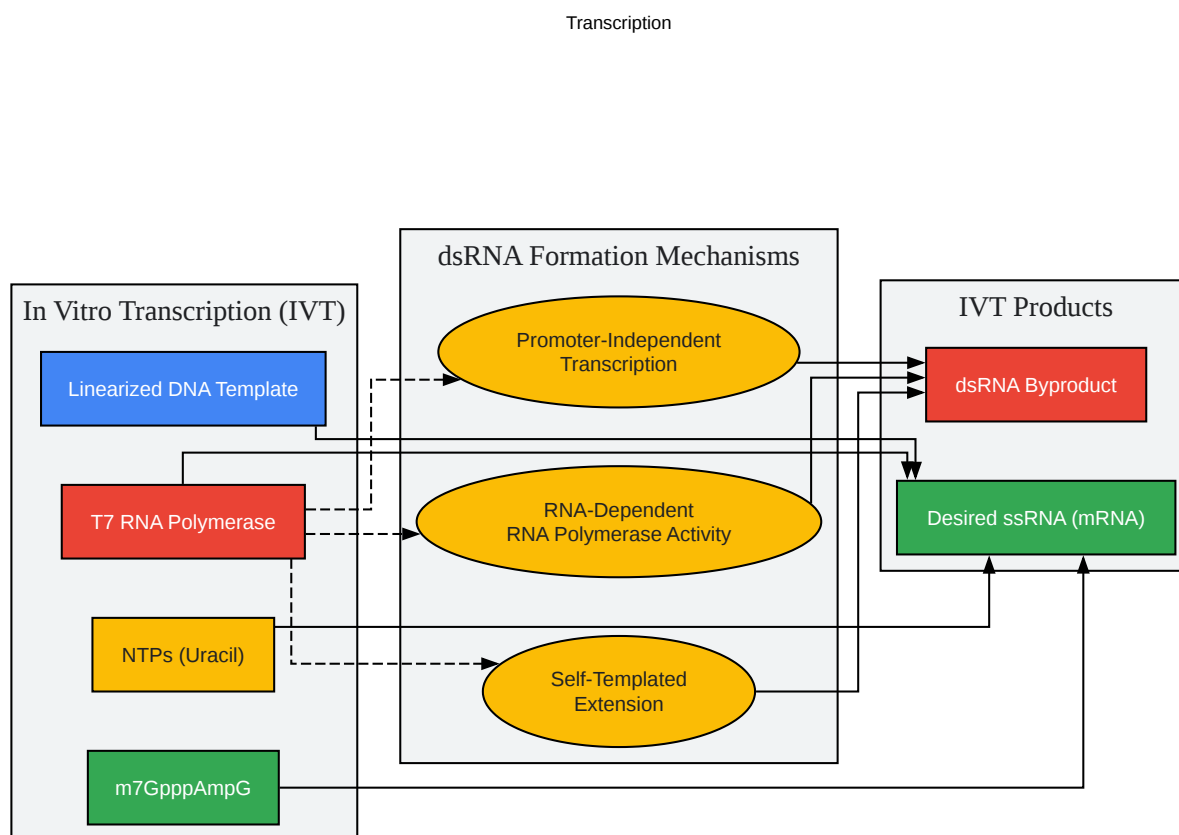 Transcription
In Vitro Transcription (IVT)
Linearized DNA Template
T7 RNA Polymerase
NTPs (Uracil)
m7GpppAmpG
dsRNA Formation Mechanisms
Promoter-Independent
Transcription
RNA-Dependent
RNA Polymerase Activity
Self-Templated
Extension
IVT Products
dsRNA Byproduct
Desired ssRNA (mRNA)